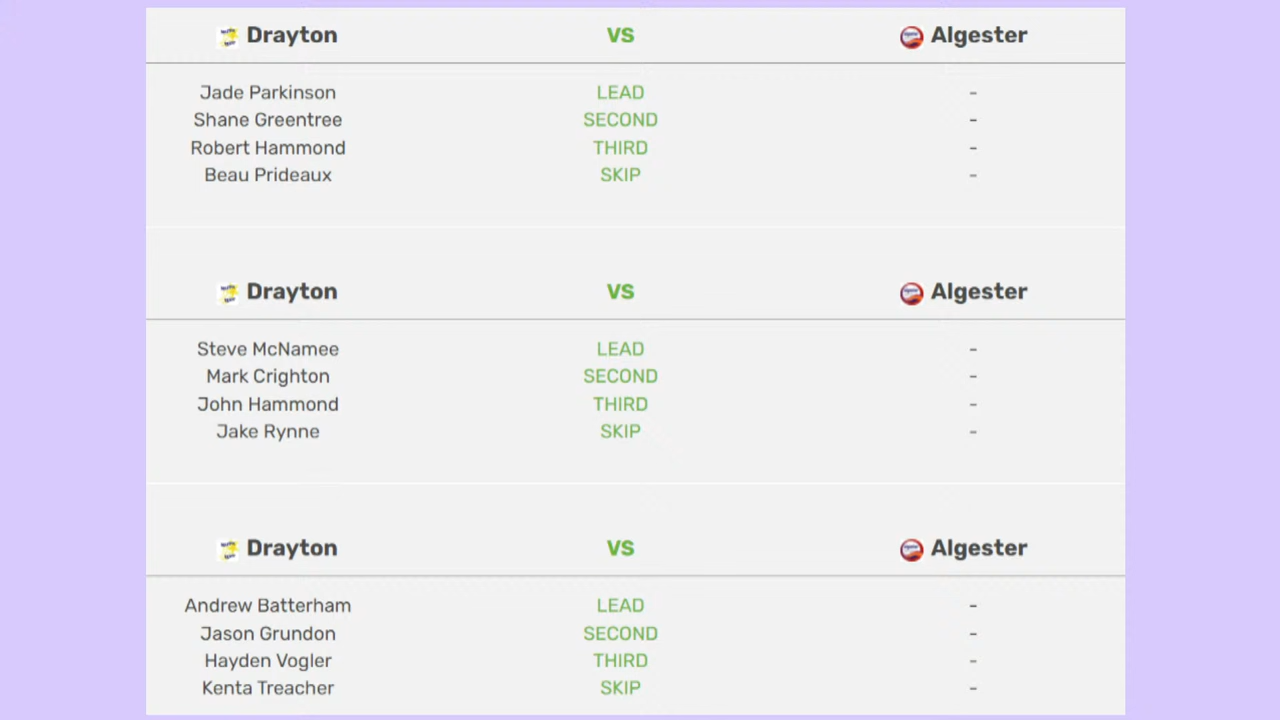 Drayton VS Algester
Jade Parkinson LEAD -
Shane Greentree SECOND -
Robert Hammond THIRD -
Beau Prideaux SKIP -
Drayton VS Algester
Steve McNamee LEAD -
Mark Crighton SECOND -
John Hammond THIRD -
Jake Rynne SKIP -
Drayton VS Algester
Andrew Batterham LEAD -
Jason Grundon SECOND -
Hayden Vogler THIRD -
Kenta Treacher SKIP -